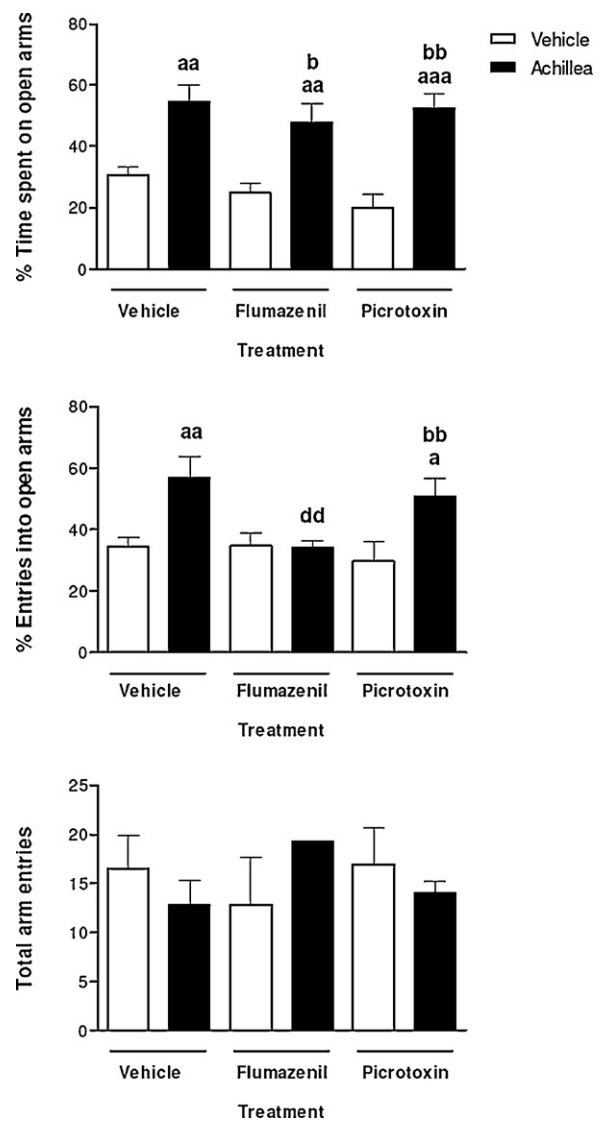 % Time spent on open arms
80
60
40
20
0
aa
b
aa
bb
aaa
Vehicle
Achillea
Vehicle Flumazenil Picrotoxin
Treatment
% Entries into open arms
80
60
40
20
0
aa
dd
bb
a
Vehicle Flumazenil Picrotoxin
Treatment
Total arm entries
25
20
15
10
5
0
Vehicle Flumazenil Picrotoxin
Treatment